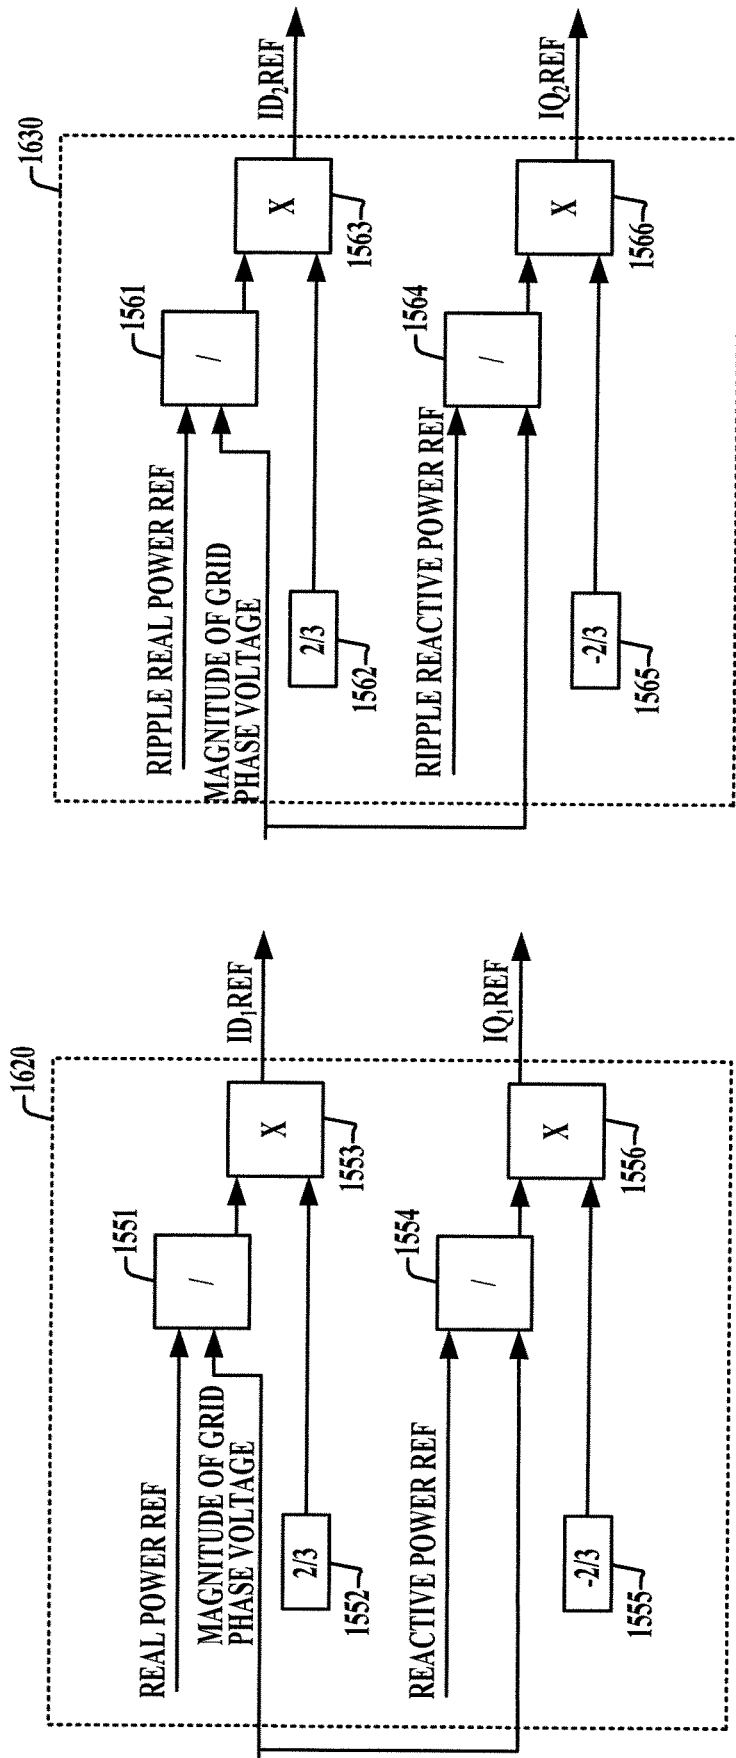 1620
REAL POWER REF
1551
/
MAGNITUDE OF GRID
PHASE VOLTAGE
2/3
1552
X
1553
ID₁REF
REACTIVE POWER REF
1554
/
-2/3
1555
X
1556
IQ₁REF
1630
RIPPLE REAL POWER REF
1561
/
MAGNITUDE OF GRID
PHASE VOLTAGE
2/3
1562
X
1563
ID₂REF
RIPPLE REACTIVE POWER REF
1564
/
-2/3
1565
X
1566
IQ₂REF